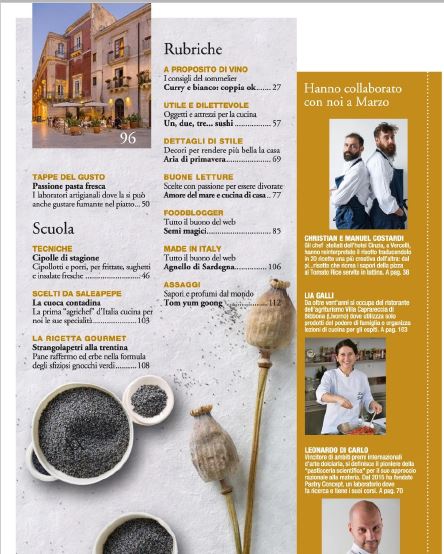 96
TAPPE DEL GUSTO
Passione pasta fresca
I laboratori artigianali dove la si può
anche gustare fumante nel piatto...50
Scuola
TECNICHE
Cipolle di stagione
Cipollotti e porri, per frittate, sughetti
e insalate fresche ........................ 46
SCELTI DA SALE&PEPE
La cuoca contadina
La prima "agrichef" d'Italia cucina per
noi le sue specialità...................103
LA RICETTA GOURMET
Strangolapreti alla trentina
Pane raffermo ed erbe nella formula
degli sfiziosi gnocchi verdi..........108
Rubriche
A PROPOSITO DI VINO
I consigli del sommelier
Curry e bianco: coppia ok.......27
UTILE E DILETTEVOLE
Oggetti e attrezzi per la cucina
Un, due, tre... sushi ..................57
DETTAGLI DI STILE
Decori per rendere più bella la casa
Aria di primavera....................69
BUONE LETTURE
Scelte con passione per essere divorate
Amore del mare e cucina di casa.....77
FOODBLOGGER
Tutto il buono del web
Semi magici...............................85
MADE IN ITALY
Tutto il buono del web
Agnello di Sardegna...............106
ASSAGGI
Sapori e profumi dal mondo
Tom yum goong.....................112
Hanno collaborato
con noi a Marzo
CHRISTIAN E MANUEL COSTARDI
Gli chef stellati dell'hotel Cinzia, a Vercelli,
hanno reinterpretato il risotto traducendolo
in 20 ricette una più creativa dell'altra: dal
risotto che ricrea i sapori della pizza
al Tomato Rice servito in lattina. A pag. 38
LIA GALLI
Da oltre vent'anni si occupa del ristorante
dell'agriturismo Villa Caprareccia di
Bibbona (Livorno) dove utilizza solo
prodotti del podere di famiglia e organizza
lezioni di cucina per gli ospiti. A pag. 103
LEONARDO DI CARLO
Vincitore di ambiti premi internazionali
d'arte dolciaria, si definisce il pioniere della
"pasticceria scientifica" per il suo approccio
razionale alla materia. Dal 2015 ha fondato
Pastry Concept, un laboratorio dove
fa ricerca e tiene i suoi corsi. A pag. 70